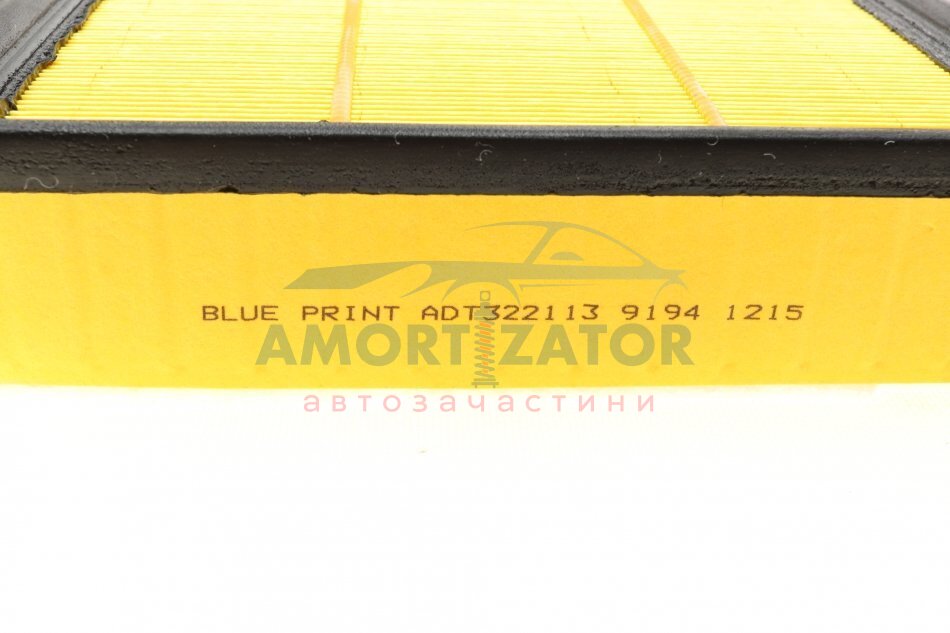 BLUE PRINT ADT322113 9194 1215
AMORTIZATOR
автозачастини